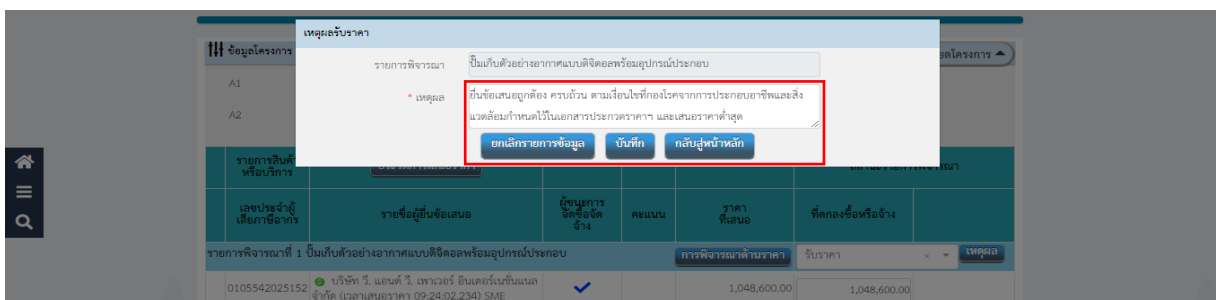 เหตุผลรับราคา
ข้อมูลโครงการ
รายการพิจารณา
ปั๊มเก็บตัวอย่างอากาศแบบดิจิตอลพร้อมอุปกรณ์ประกอบ
A1
* เหตุผล
ยื่นข้อเสนอถูกต้อง ครบถ้วน ตามเงื่อนไขที่กองโรคจากการประกอบอาชีพและสิ่ง
แวดล้อมกำหนดไว้ในเอกสารประกวดราคาฯ และเสนอราคาต่ำสุด
A2
ยกเลิกรายการข้อมูล บันทึก กลับสู่หน้าหลัก
รายการสินค้า
หรือบริการ
เลขประจำผู้
เสียภาษีอากร
รายชื่อผู้ยื่นข้อเสนอ
ผู้ชนะการ
จัดซื้อจัด
จ้าง
คะแนน
ราคา
ที่เสนอ
ที่ตกลงซื้อหรือจ้าง
รายการพิจารณาที่ 1 ปั๊มเก็บตัวอย่างอากาศแบบดิจิตอลพร้อมอุปกรณ์ประกอบ
การพิจารณาด้านราคา
รับราคา × เหตุผล
0105542025152
บริษัท วี. แอนด์ วี. เพาเวอร์ อินเตอร์เนชั่นแนล
จำกัด (เวลาเสนอราคา 09:24:02.234) SME
1,048,600.00
1,048,600.00